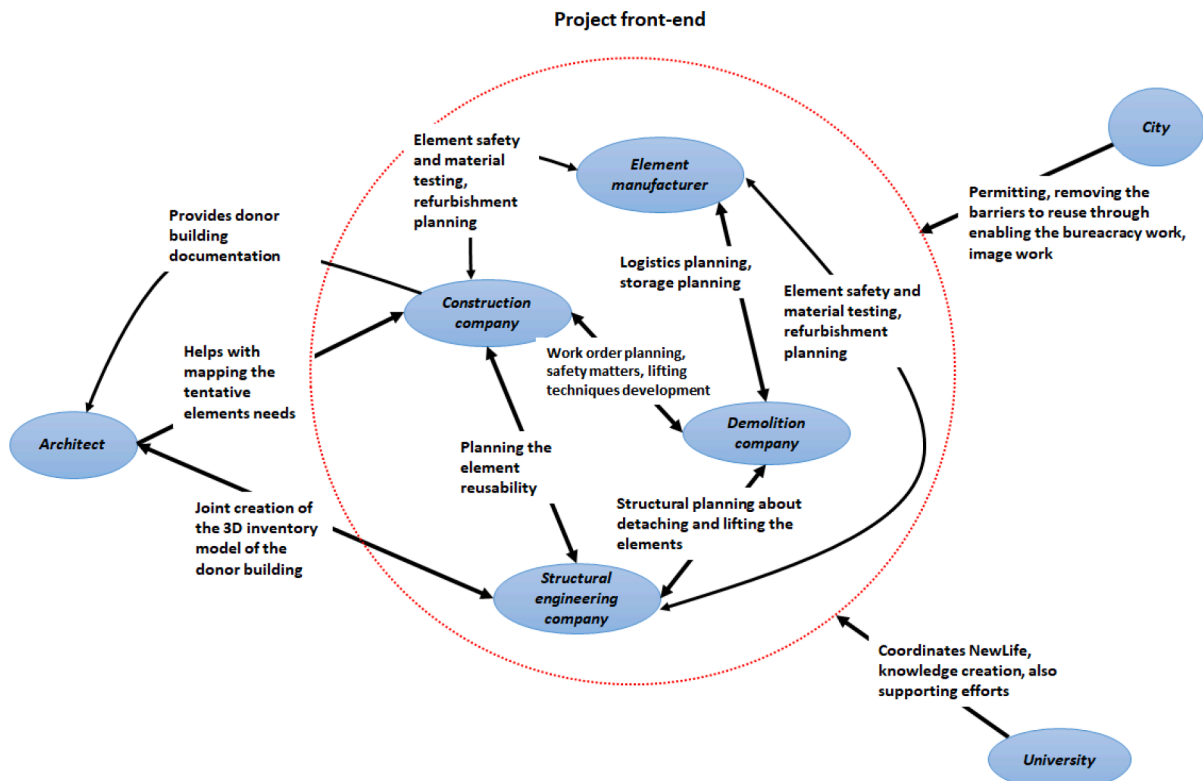 Project front-end
City
Element safety
and material
testing,
refurbishment
planning
Element
manufacturer
Permitting, removing the
barriers to reuse through
enabling the bureacracy work,
image work
Provides donor
building
documentation
Logistics planning,
storage planning
Element safety and
material testing,
refurbishment
planning
Construction
company
Helps with
mapping the
tentative
elements needs
Work order planning,
safety matters, lifting
techniques development
Architect
Demolition
company
Planning the
element
reusability
Joint creation of
the 3D inventory
model of the
donor building
Structural planning about
detaching and lifting the
elements
Structural
engineering
company
Coordinates NewLife,
knowledge creation, also
supporting efforts
University